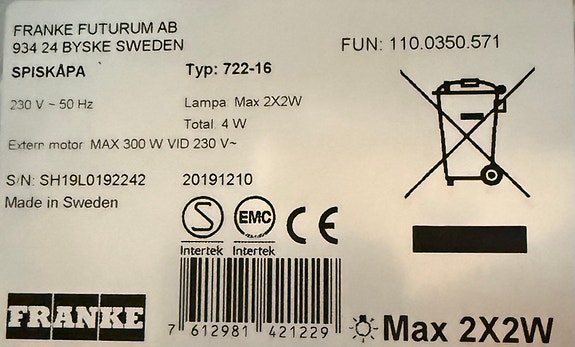 FRANKE FUTURUM AB
934 24 BYSKE SWEDEN
FUN: 110.0350.571
SPISKÅPA Typ: 722-16
230 V ~ 50 Hz Lampa Max 2X2W
Total 4 W
Extern motor MAX 300 W VID 230 V~
S/N: SH19L0192242 20191210
Made in Sweden
S EMC CE
Intertek Intertek
FRANKE
7 612981 421229
Max 2X2W